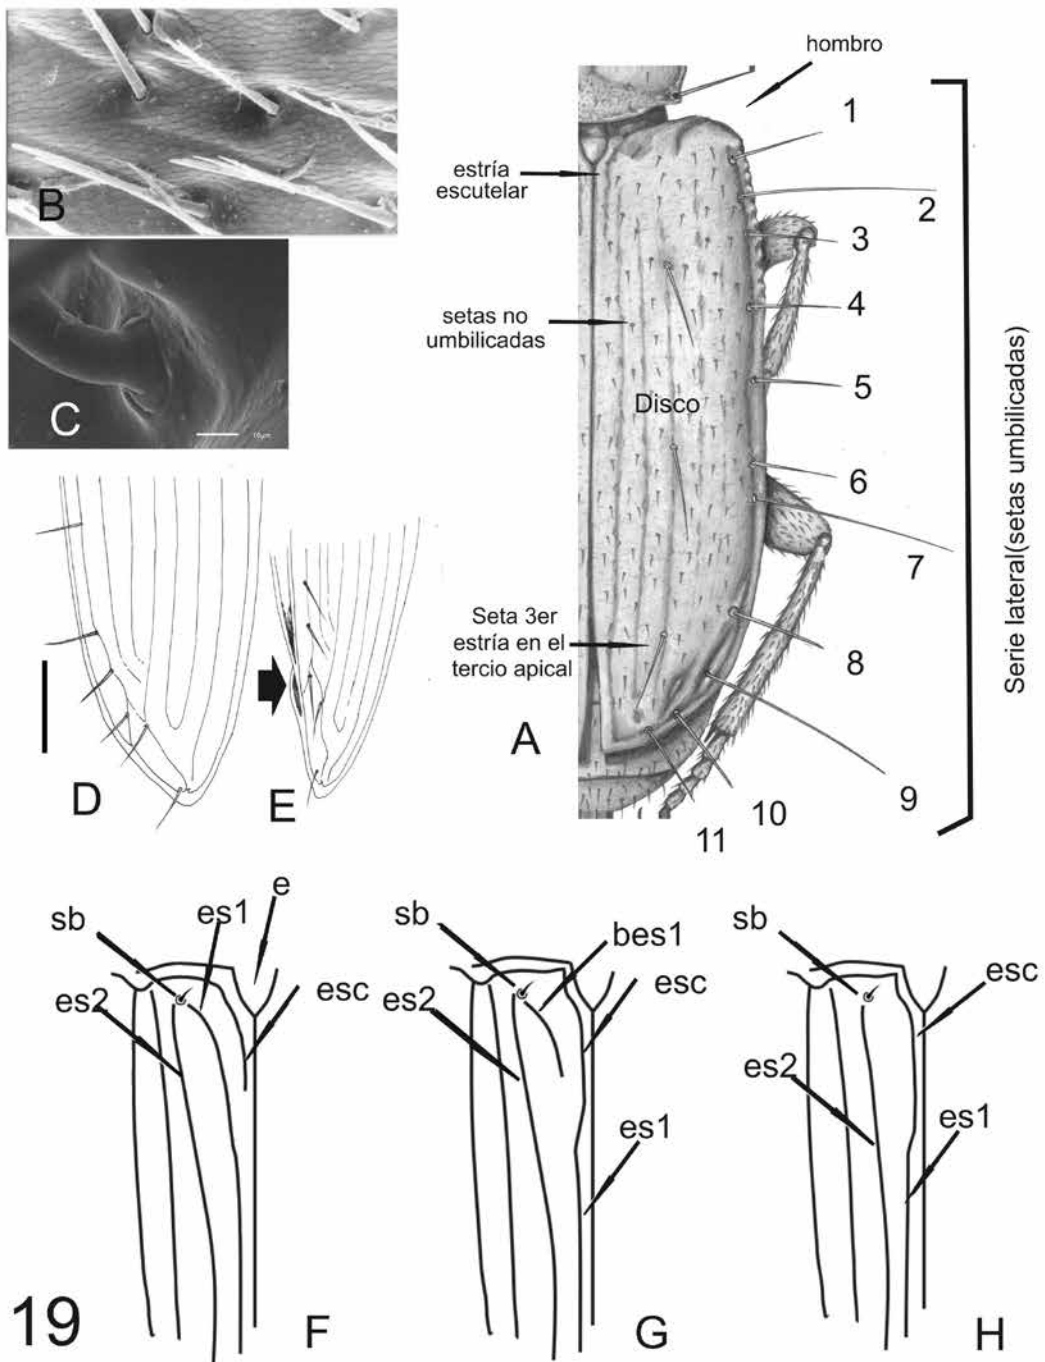 hombro
1
estría
escutelar
2
3
4
setas no
umbilicadas
5
Disco
6
7
Seta 3er
estría en el
tercio apical
8
9
10
11
Serie lateral(setas umbilicadas)
A
B
C
10µm
D
E
sb
es1
e
es2
esc
F
sb
bes1
es2
esc
es1
G
sb
esc
es2
es1
H
19